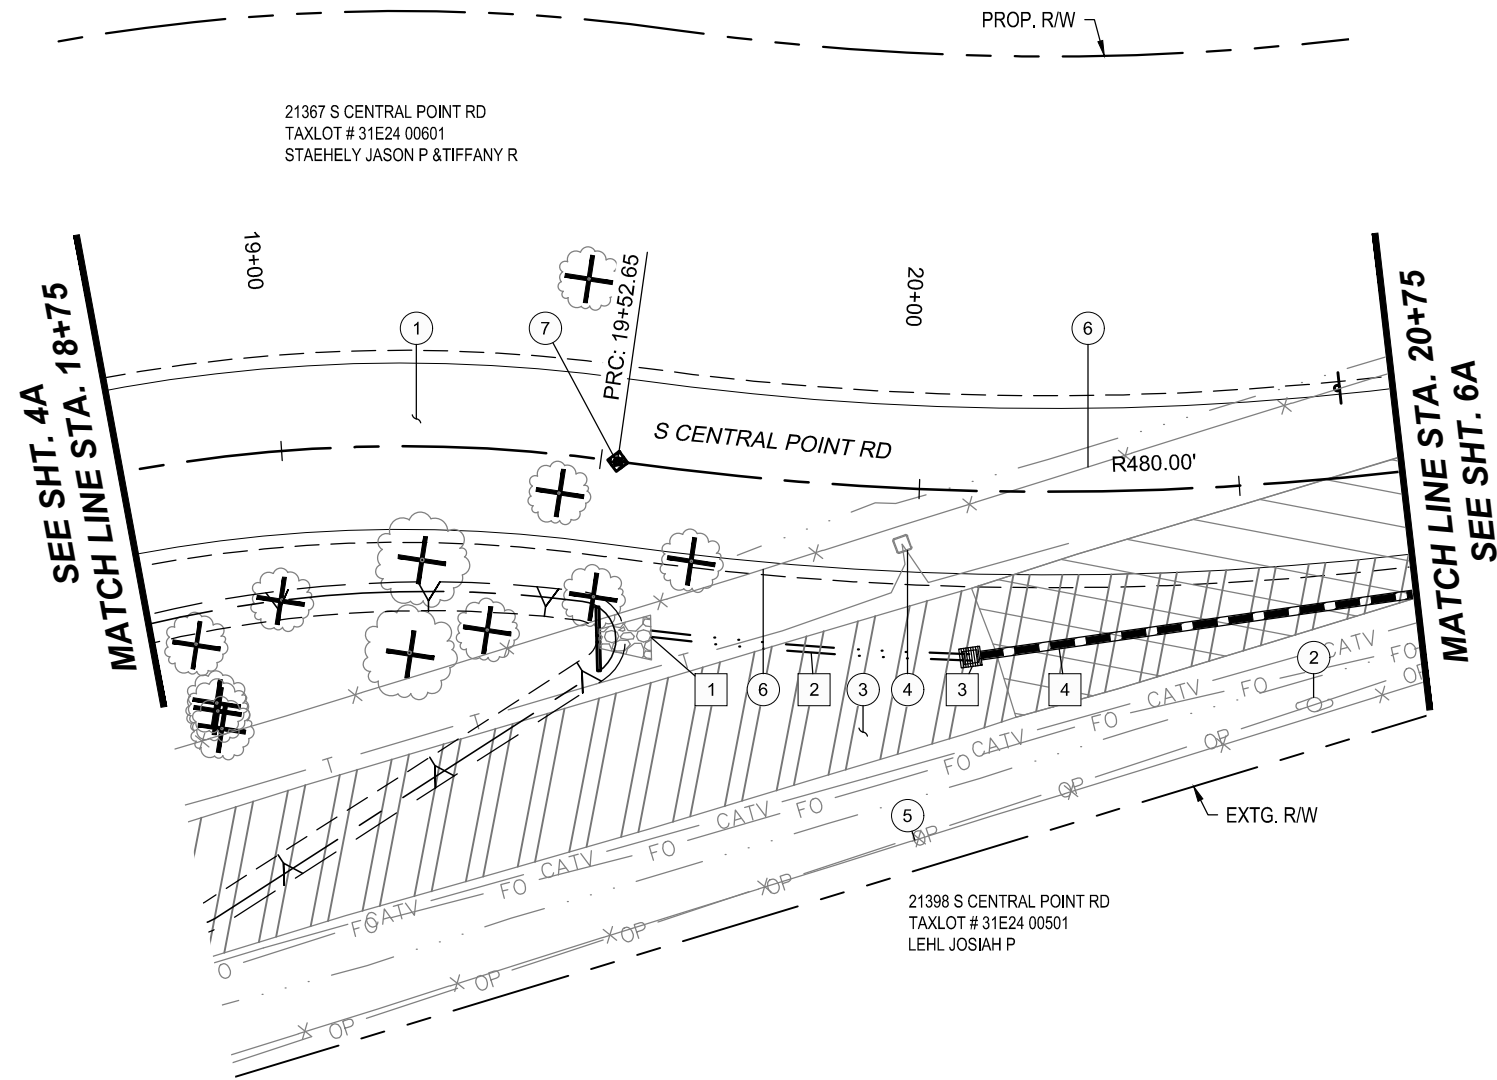 PROP. R/W
21367 S CENTRAL POINT RD
TAXLOT # 31E24 00601
STAEHELY JASON P &TIFFANY R
19+00
PRC: 19+52.65
20+00
SEE SHT. 4A
MATCH LINE STA. 18+75
MATCH LINE STA. 20+75
SEE SHT. 6A
1
7
6
S CENTRAL POINT RD
R480.00'
1
6
2
3
4
3
4
2
T
T
T
CATV
FO
OP
CATV
FO
CATV
FO
CATV
FO
CATV
FO
CATV
FO
O
OP
OP
OP
OP
OP
OP
OP
5
EXTG. R/W
21398 S CENTRAL POINT RD
TAXLOT # 31E24 00501
LEHL JOSIAH P